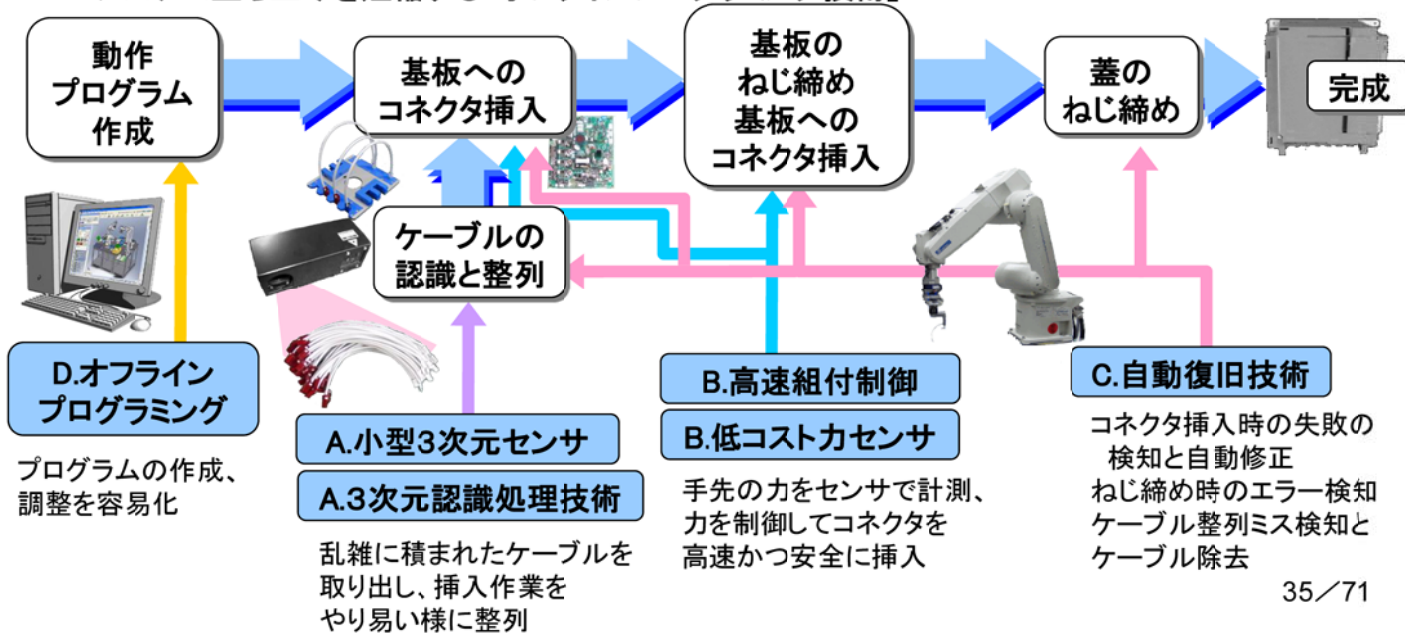 動作
プログラム
作成
基板への
コネクタ挿入
基板の
ねじ締め
基板への
コネクタ挿入
蓋の
ねじ締め
完成
ケーブルの
認識と整列
D.オフライン
プログラミング
プログラムの作成、
調整を容易化
A.小型3次元センサ
A.3次元認識処理技術
乱雑に積まれたケーブルを
取り出し、挿入作業を
やり易い様に整列
B.高速組付制御
B.低コスト力センサ
手先の力をセンサで計測、
力を制御してコネクタを
高速かつ安全に挿入
C.自動復旧技術
コネクタ挿入時の失敗の
検知と自動修正
ねじ締め時のエラー検知
ケーブル整列ミス検知と
ケーブル除去
35／71